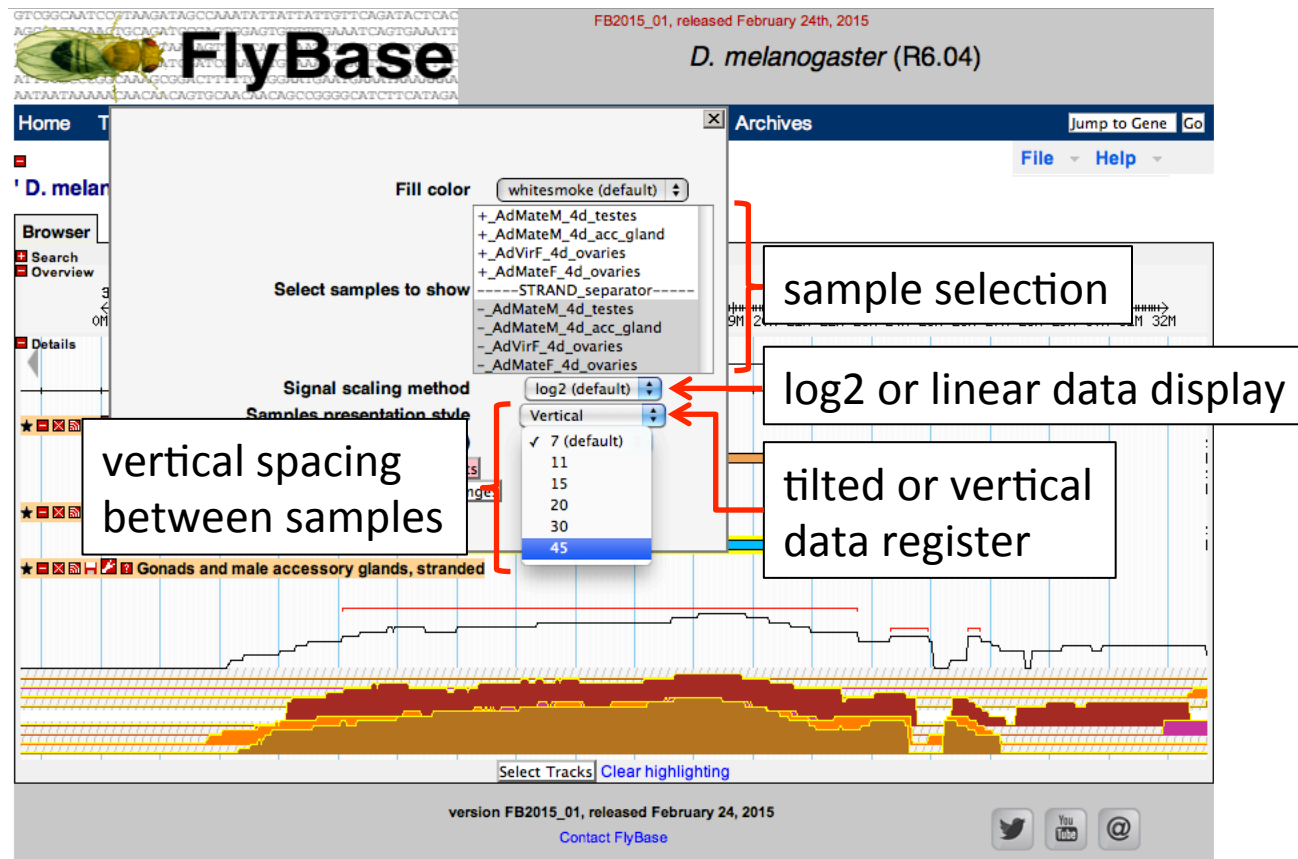 FB2015_01, released February 24th, 2015
FlyBase
D. melanogaster (R6.04)
Home T
Archives
Jump to Gene Go
File Help
' D. melan
Fill color whitesmoke (default)
Browser
Search
Overview
Select samples to show
+_AdMateM_4d_testes
+_AdMateM_4d_acc_gland
+_AdVirF_4d_ovaries
+_AdMateF_4d_ovaries
-----STRAND_separator-----
-_AdMateM_4d_testes
-_AdMateM_4d_acc_gland
-_AdVirF_4d_ovaries
-_AdMateF_4d_ovaries
sample selection
0M
32M
Details
Signal scaling method log2 (default)
log2 or linear data display
Samples presentation style Vertical
vertical spacing
between samples
✓ 7 (default)
11
15
20
30
45
tilted or vertical
data register
Gonads and male accessory glands, stranded
Select Tracks Clear highlighting
version FB2015_01, released February 24, 2015
Contact FlyBase
You
Tube
@